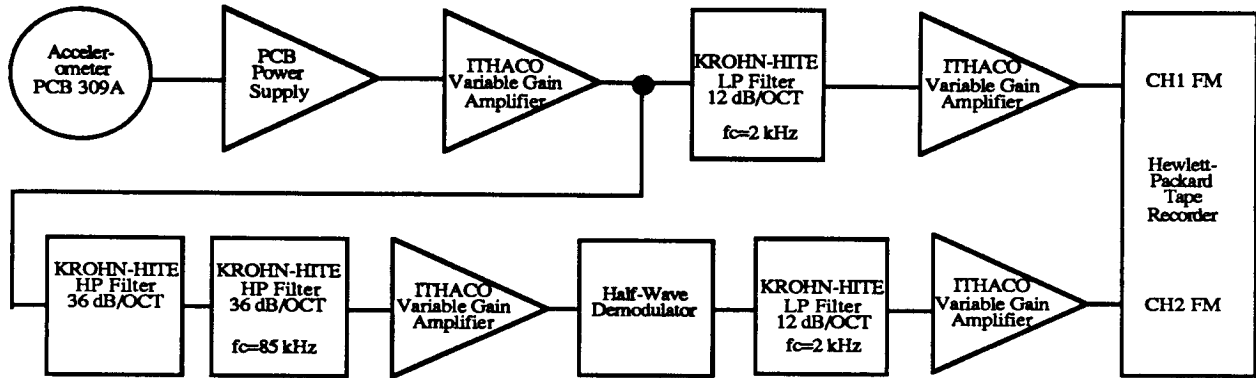 Acceler-
ometer
PCB 309A
PCB
Power
Supply
ITHACO
Variable Gain
Amplifier
KROHN-HITE
LP Filter
12 dB/OCT
fc=2 kHz
ITHACO
Variable Gain
Amplifier
CH1 FM
Hewlett-
Packard
Tape
Recorder
CH2 FM
KROHN-HITE
HP Filter
36 dB/OCT
KROHN-HITE
HP Filter
36 dB/OCT
fc=85 kHz
ITHACO
Variable Gain
Amplifier
Half-Wave
Demodulator
KROHN-HITE
LP Filter
12 dB/OCT
fc=2 kHz
ITHACO
Variable Gain
Amplifier